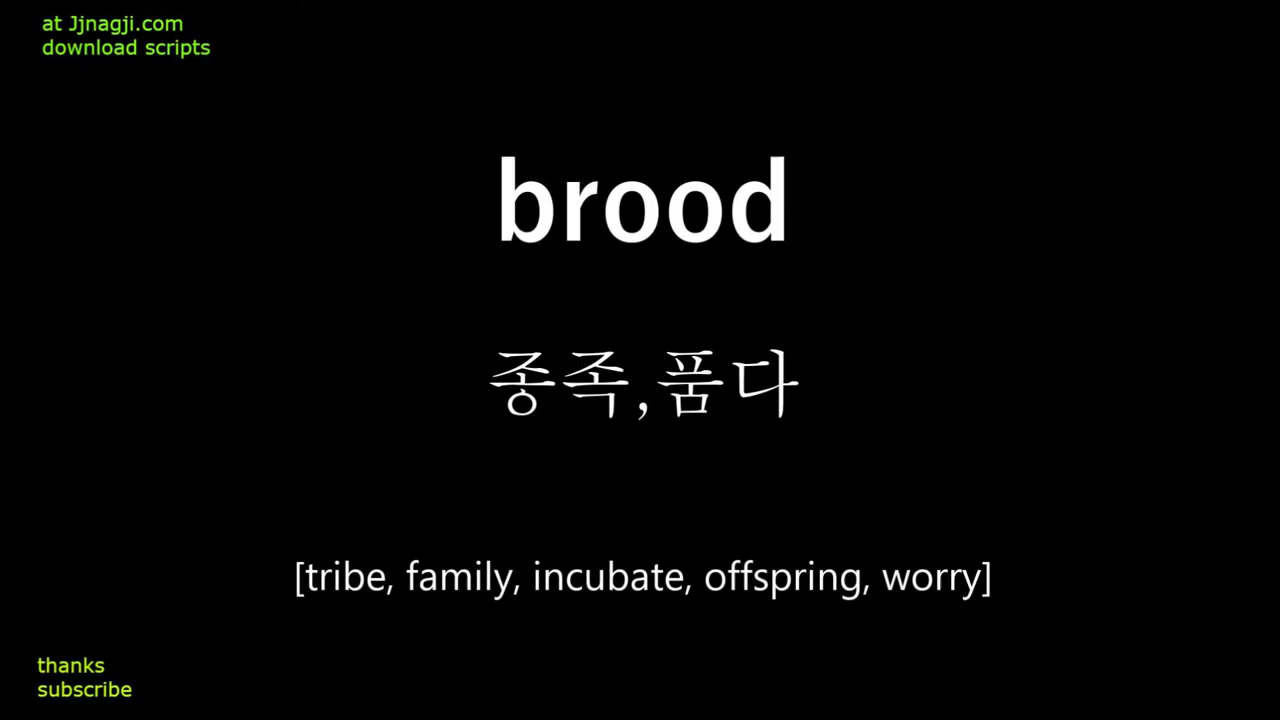 at Jjnagji.com
download scripts
brood
종족,품다
[tribe, family, incubate, offspring, worry]
thanks
subscribe